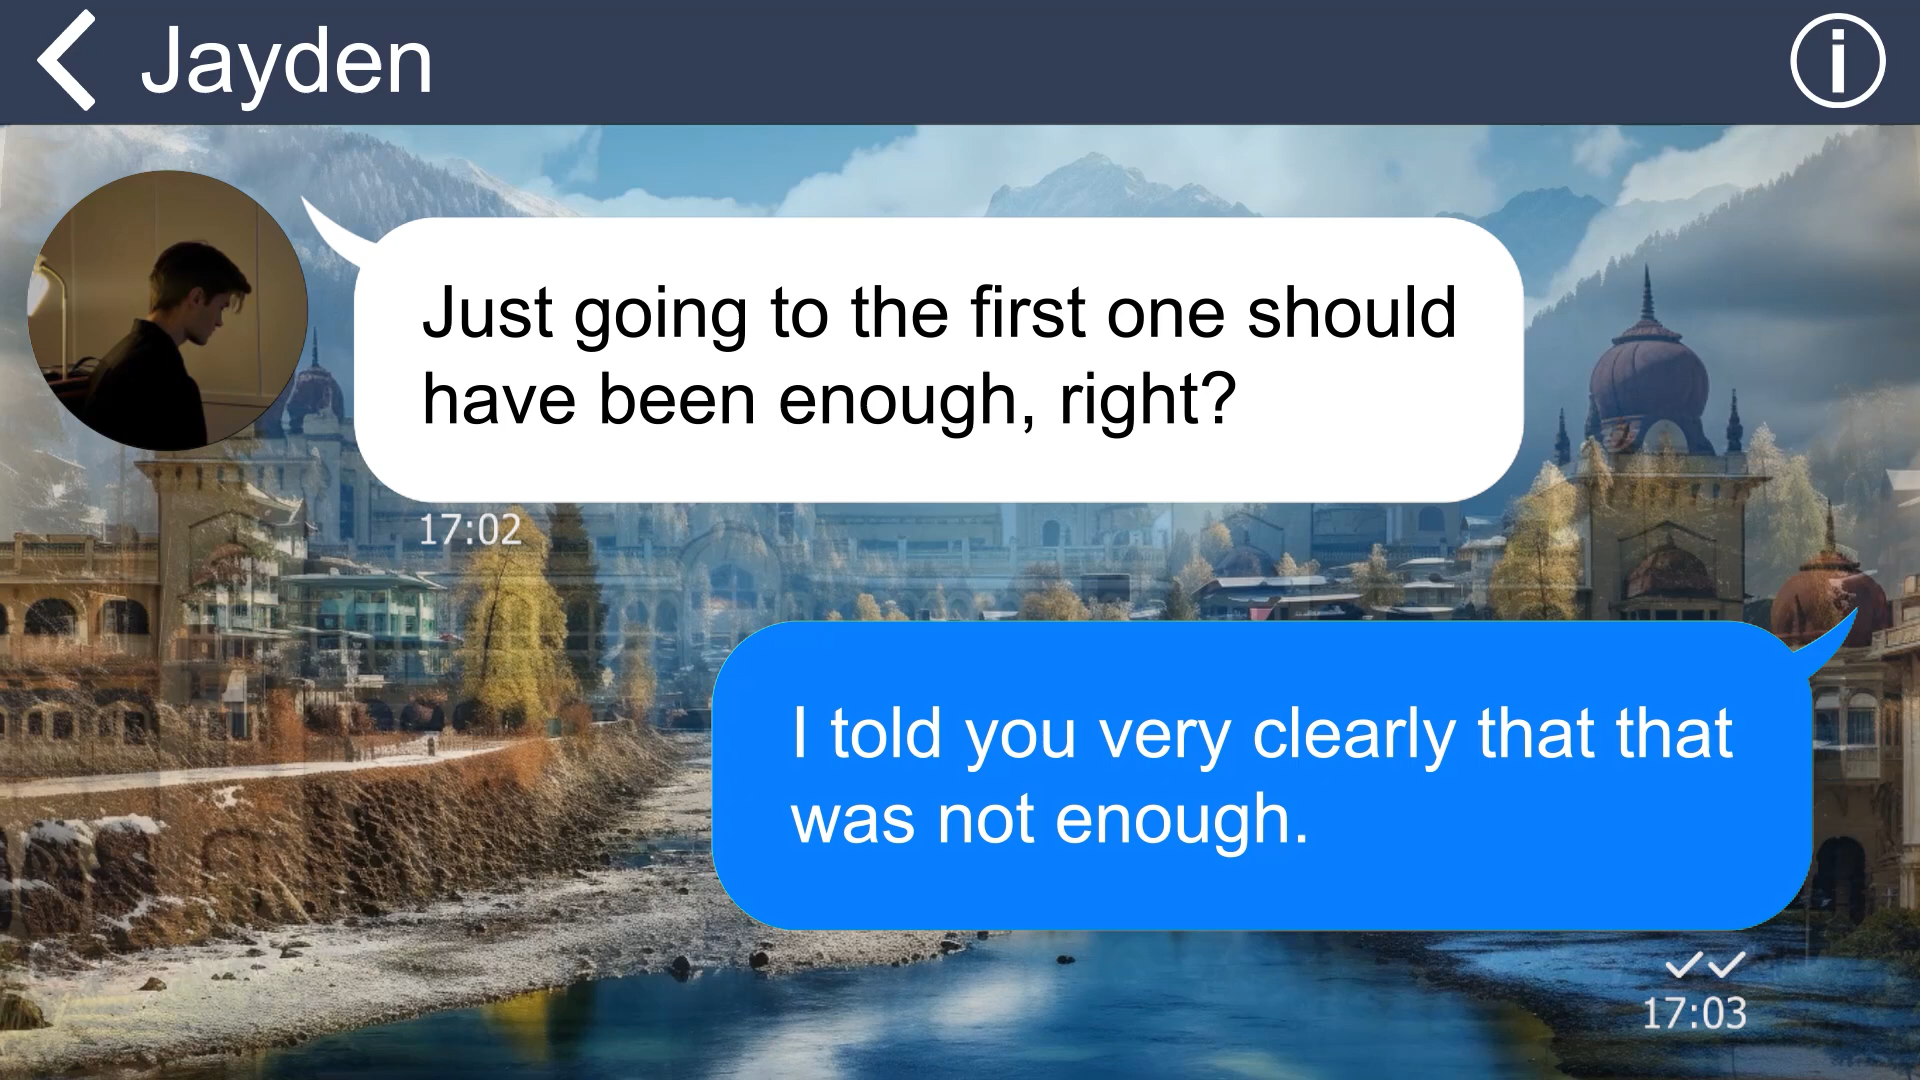 Jayden
Just going to the first one should
have been enough, right?
17:02
I told you very clearly that that
was not enough.
17:03